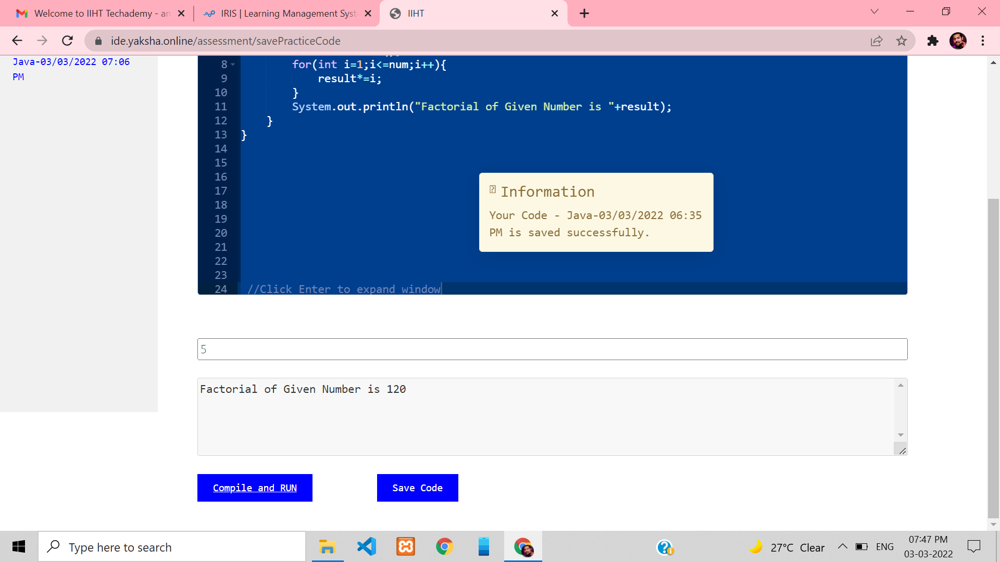 Welcome to IIHT Techademy - an
IRIS | Learning Management Syst
IIHT
ide.yaksha.online/assessment/savePracticeCode
Java-03/03/2022 07:06
PM
8 for(int i=1;i<=num;i++){
9 result*=i;
10 }
11 System.out.println("Factorial of Given Number is "+result);
12 }
13 }
14
15
16
17
18
19
20
21
22
23
24 //Click Enter to expand window
Information
Your Code - Java-03/03/2022 06:35
PM is saved successfully.
5
Factorial of Given Number is 120
Compile and RUN
Save Code
Type here to search
27°C Clear
ENG
07:47 PM
03-03-2022